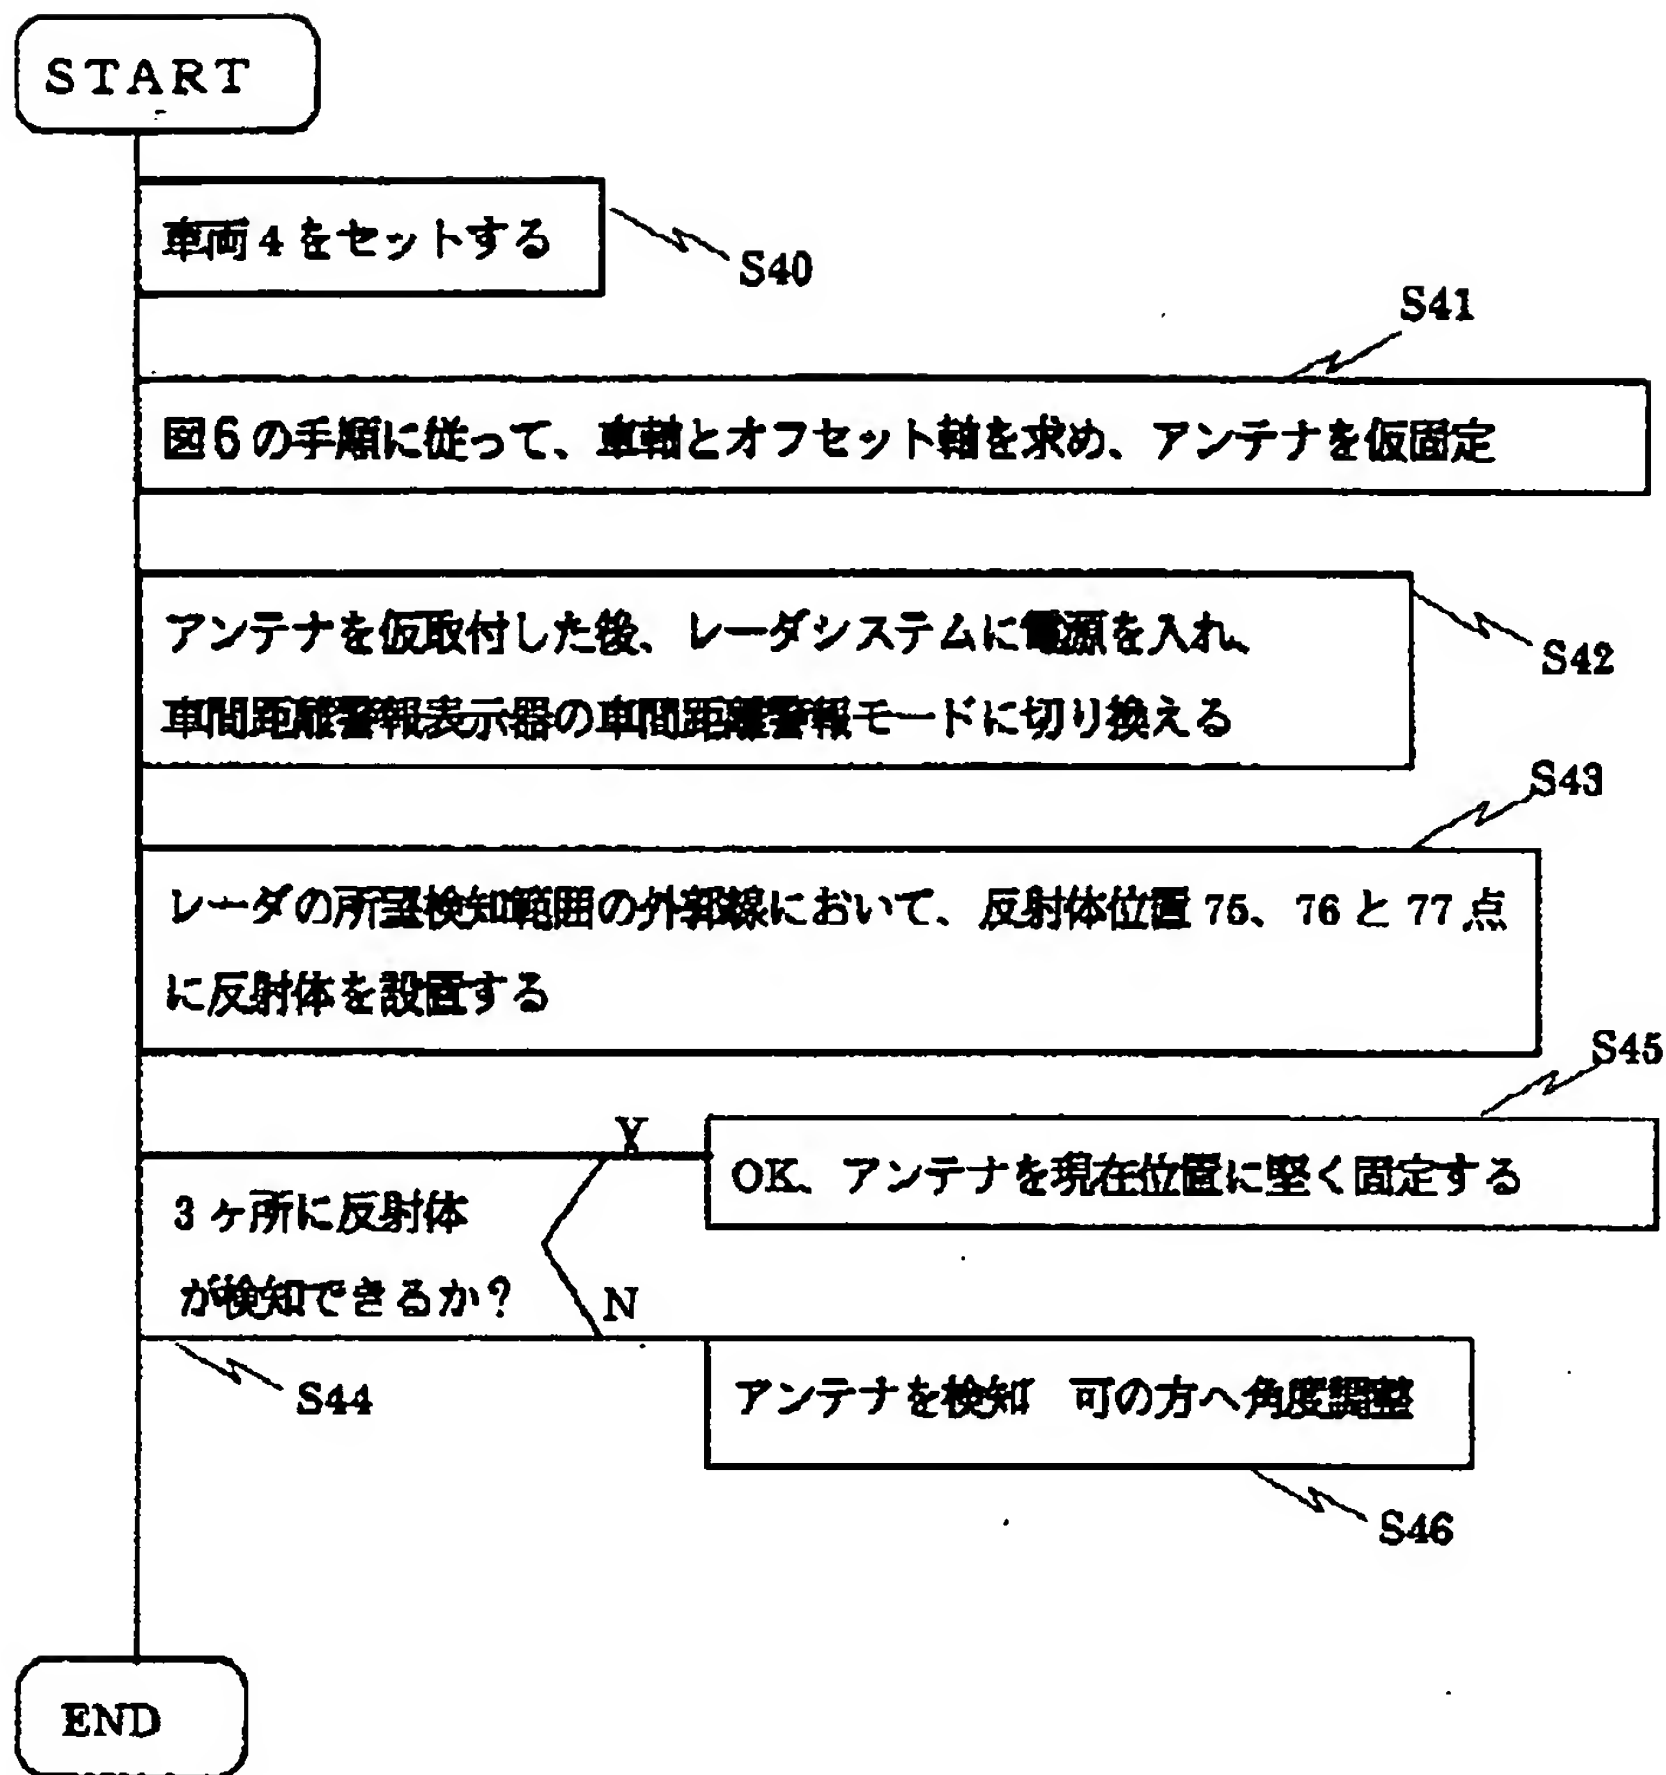 START
車両4をセットする
S40
S41
図6の手順に従って、車軸とオフセット軸を求め、アンテナを仮固定
アンテナを仮取付した後、レーダシステムに電源を入れ、
車間距離警報表示器の車間距離警報モードに切り換える
S42
S43
レーダの所望検知範囲の外郭線において、反射体位置75、76と77点
に反射体を設置する
S45
Y
OK、アンテナを現在位置に堅く固定する
3ヶ所に反射体
が検知できるか?
N
S44
アンテナを検知 可の方へ角度調整
S46
END